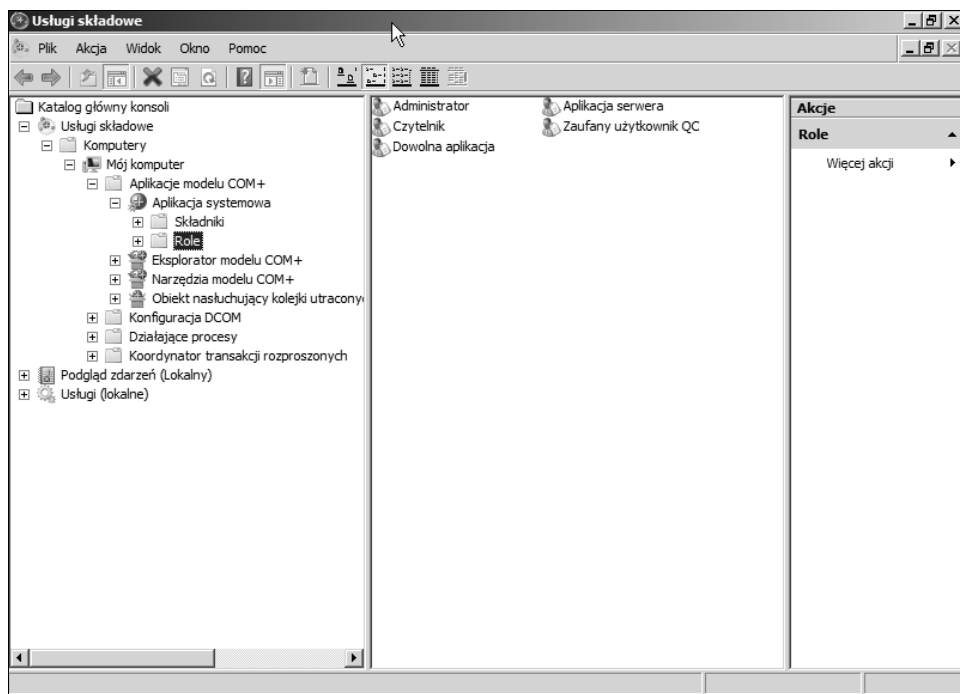 Usługi składowe
Plik Akcja Widok Okno Pomoc
Katalog główny konsoli
Usługi składowe
Komputery
Mój komputer
Aplikacje modelu COM+
Aplikacja systemowa
Składniki
Role
Eksplorator modelu COM+
Narzędzia modelu COM+
Obiekt nasłuchujący kolejki
Konfiguracja DCOM
Działające procesy
Koordynator transakcji rozproszonych
Podgląd zdarzeń (Lokalny)
Usługi (lokalne)
Administrator
Czytelnik
Dowolna aplikacja
Aplikacja serwera
Zaufany użytkownik QC
Akcje
Role
Więcej akcji